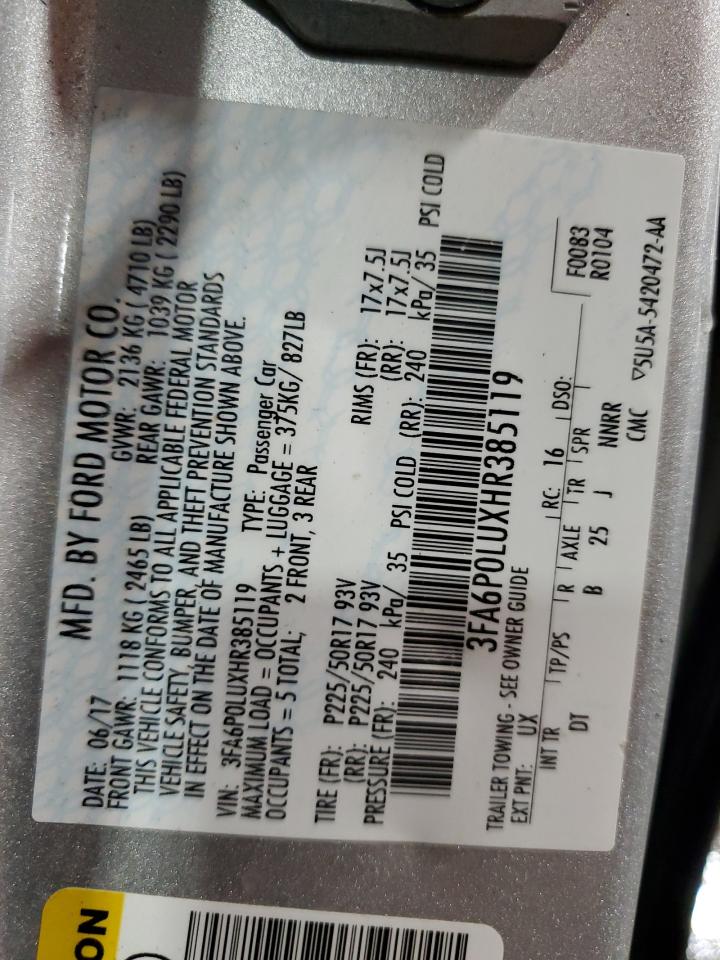 MFD. BY FORD MOTOR CO.
DATE: 06/17 GVWR: 2136 KG ( 4710 LB)
FRONT GAWR: 1118 KG ( 2465 LB) REAR GAWR: 1039 KG ( 2290 LB)
THIS VEHICLE CONFORMS TO ALL APPLICABLE FEDERAL MOTOR
VEHICLE SAFETY, BUMPER, AND THEFT PREVENTION STANDARDS
IN EFFECT ON THE DATE OF MANUFACTURE SHOWN ABOVE.
VIN: 3FA6P0LUXHR385119 TYPE: Passenger Car
MAXIMUM LOAD = OCCUPANTS + LUGGAGE = 375KG/ 827LB
OCCUPANTS = 5 TOTAL; 2 FRONT, 3 REAR
TIRE (FR): P225/50R17 93V RIMS (FR): 17x7.5J
(RR): P225/50R17 93V (RR): 17x7.5J
PRESSURE (FR): 240 kPa/ 35 PSI COLD (RR): 240 kPa/ 35 PSI COLD
3FA6P0LUXHR385119
TRAILER TOWING - SEE OWNER GUIDE
EXT PNT: UX RC: 16 DSO: F0083
R0104
INT TR TP/PS R AXLE TR SPR
DT B 25 J NNRR
CMC ▽5U5A-5420472-AA
ON